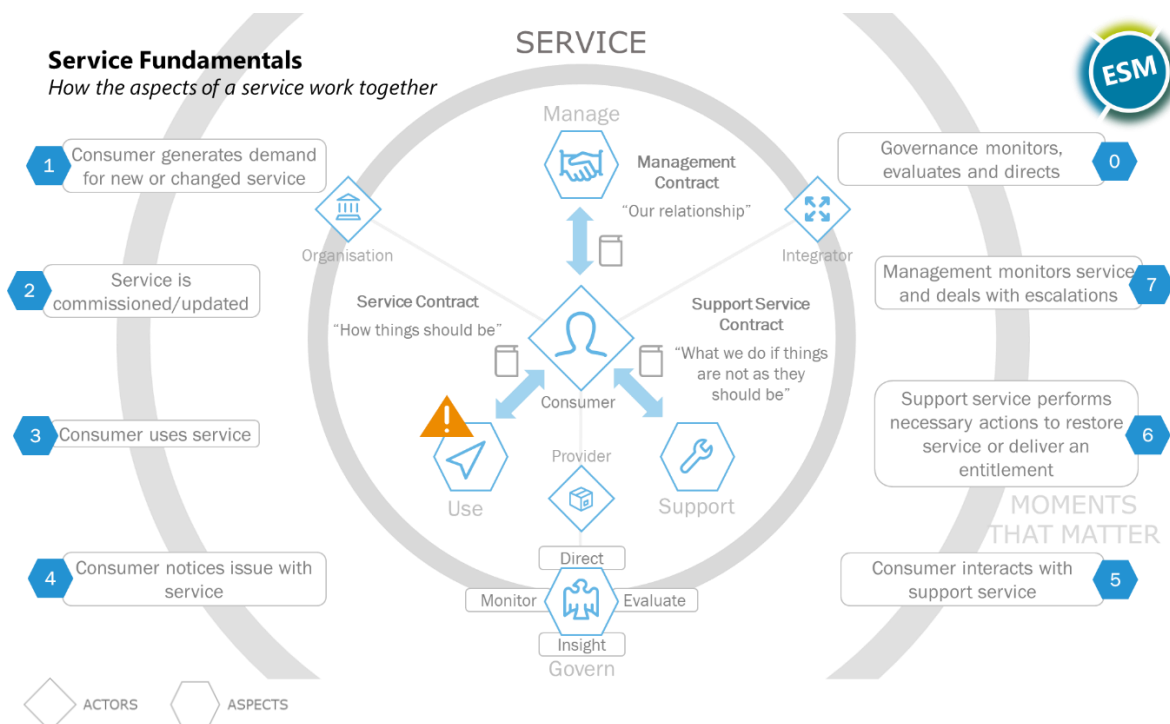 Service Fundamentals
How the aspects of a service work together
SERVICE
ESM
1
Consumer generates demand
for new or changed service
2
Service is
commissioned/updated
3
Consumer uses service
4
Consumer notices issue with
service
Manage
Management
Contract
"Our relationship"
Organisation
Integrator
Service Contract
"How things should be"
Support Service
Contract
"What we do if things
are not as they
should be"
Consumer
Use
Provider
Support
Direct
Monitor
Evaluate
Insight
Govern
0
Governance monitors,
evaluates and directs
7
Management monitors service
and deals with escalations
6
Support service performs
necessary actions to restore
service or deliver an
entitlement
MOMENTS
THAT MATTER
5
Consumer interacts with
support service
ACTORS
ASPECTS